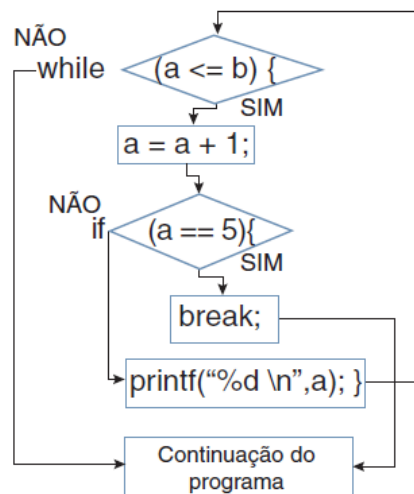 NÃO
while (a <= b) {
SIM
a = a + 1;
NÃO
if (a == 5){
SIM
break;
printf(“%d \n”,a); }
Continuação do
programa